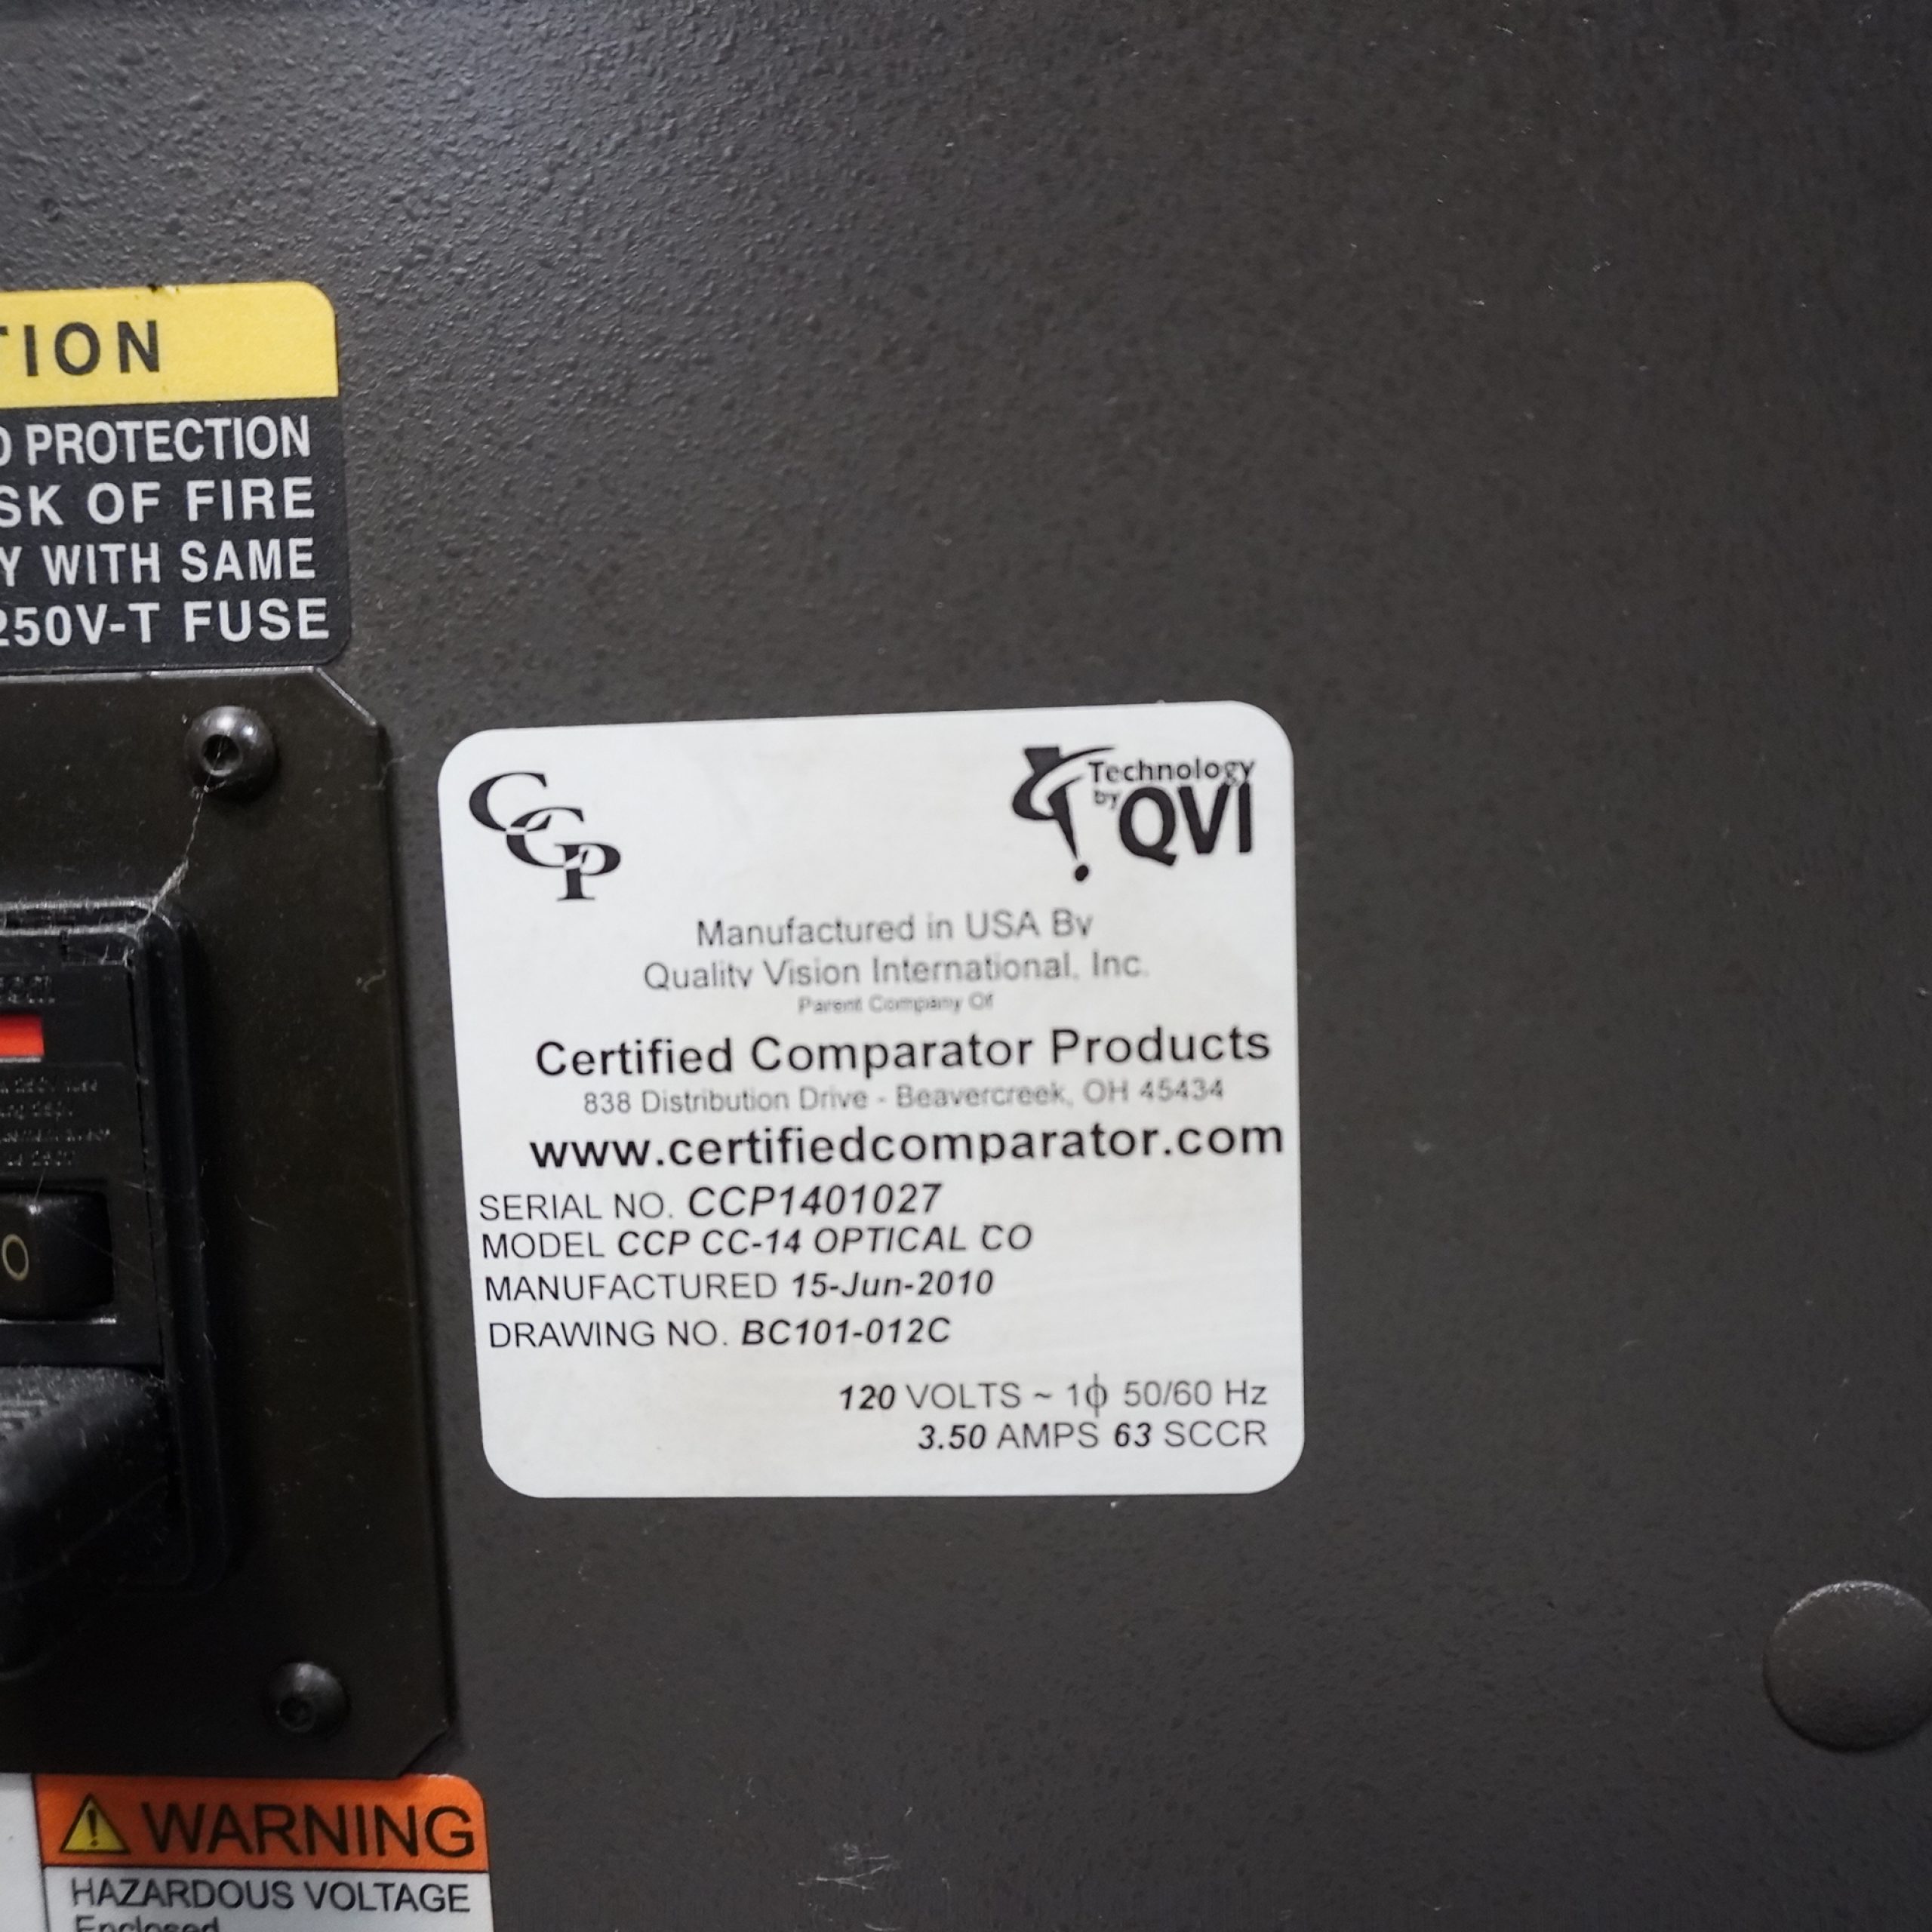 TION
PROTECTION
SK OF FIRE
Y WITH SAME
250V-T FUSE
CCP
Technology
by QVI
Manufactured in USA By
Quality Vision International, Inc.
Parent Company Of
Certified Comparator Products
838 Distribution Drive - Beavercreek, OH 45434
www.certifiedcomparator.com
SERIAL NO. CCP1401027
MODEL CCP CC-14 OPTICAL CO
MANUFACTURED 15-Jun-2010
DRAWING NO. BC101-012C
120 VOLTS ~ 1ϕ 50/60 Hz
3.50 AMPS 63 SCCR
O
WARNING
HAZARDOUS VOLTAGE
Enclosed